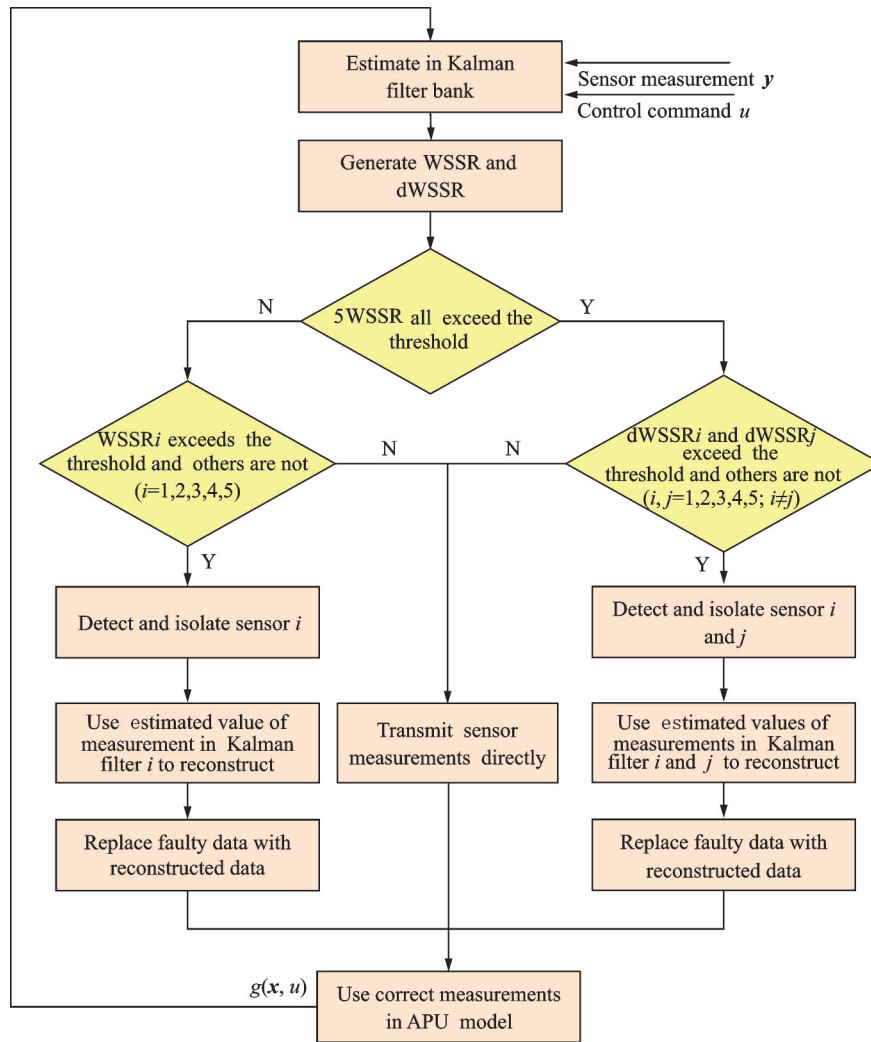 Estimate in Kalman
filter bank
Sensor measurement y
Control command u
Generate WSSR and
dWSSR
N
Y
5WSSR all exceed the
threshold
WSSRi exceeds the
threshold and others are not
(i=1,2,3,4,5)
N
N
dWSSRi and dWSSRj
exceed the
threshold and others are not
(i, j=1,2,3,4,5; i≠j)
Y
Y
Detect and isolate sensor i
Detect and isolate sensor i
and j
Use estimated value of
measurement in Kalman
filter i to reconstruct
Transmit sensor
measurements directly
Use estimated values of
measurements in Kalman
filter i and j to reconstruct
Replace faulty data with
reconstructed data
Replace faulty data with
reconstructed data
g(x, u)
Use correct measurements
in APU model